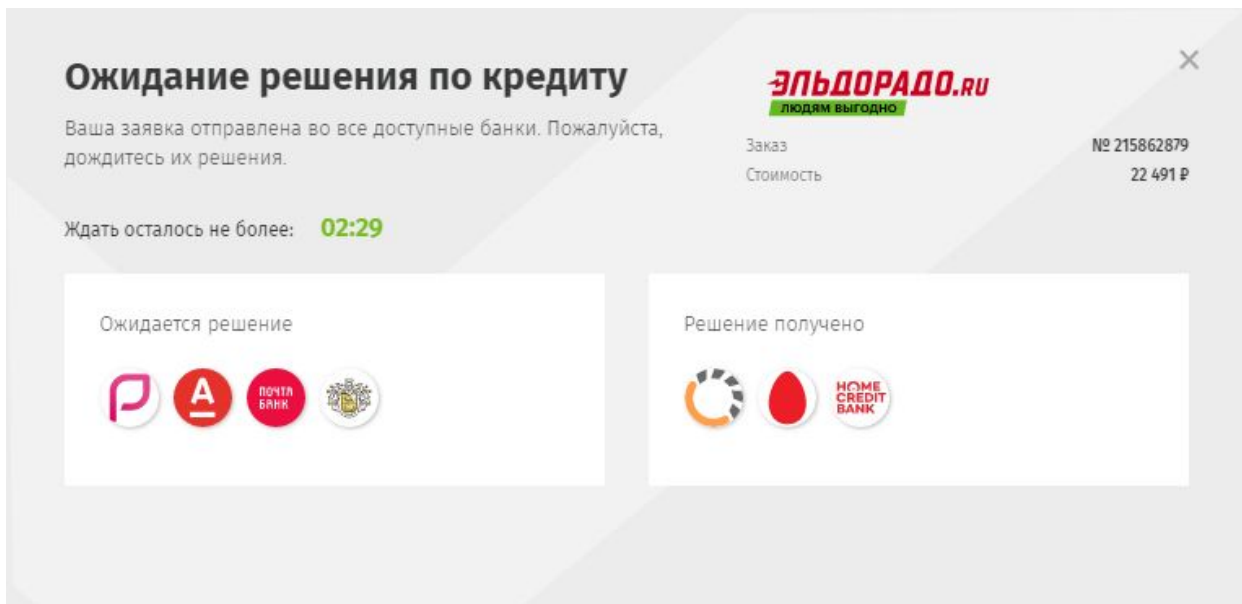 Ожидание решения по кредиту
ЭЛЬДОРАДО.RU
ЛЮДЯМ ВЫГОДНО
Ваша заявка отправлена во все доступные банки. Пожалуйста,
дождитесь их решения.
Заказ № 215862879
Стоимость 22 491 ₽
Ждать осталось не более: 02:29
Ожидается решение
Решение получено
А
ПОЧТА
БАНК
HOME
CREDIT
BANK